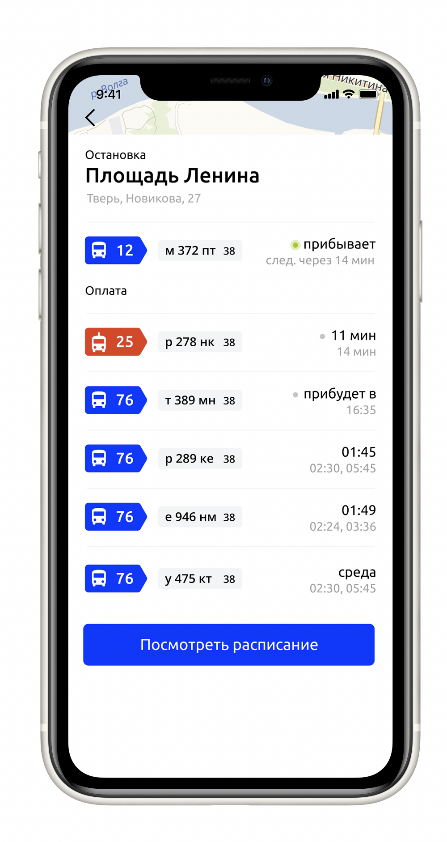 р. Волга
я Никитина
9:41
Остановка
Площадь Ленина
Тверь, Новикова, 27
12 м 372 пт 38 прибывает
след. через 14 мин
Оплата
25 р 278 нк 38 11 мин
14 мин
76 т 389 мн 38 прибудет в
16:35
76 р 289 ке 38 01:45
02:30, 05:45
76 е 946 нм 38 01:49
02:24, 03:36
76 у 475 кт 38 среда
02:30, 05:45
Посмотреть расписание